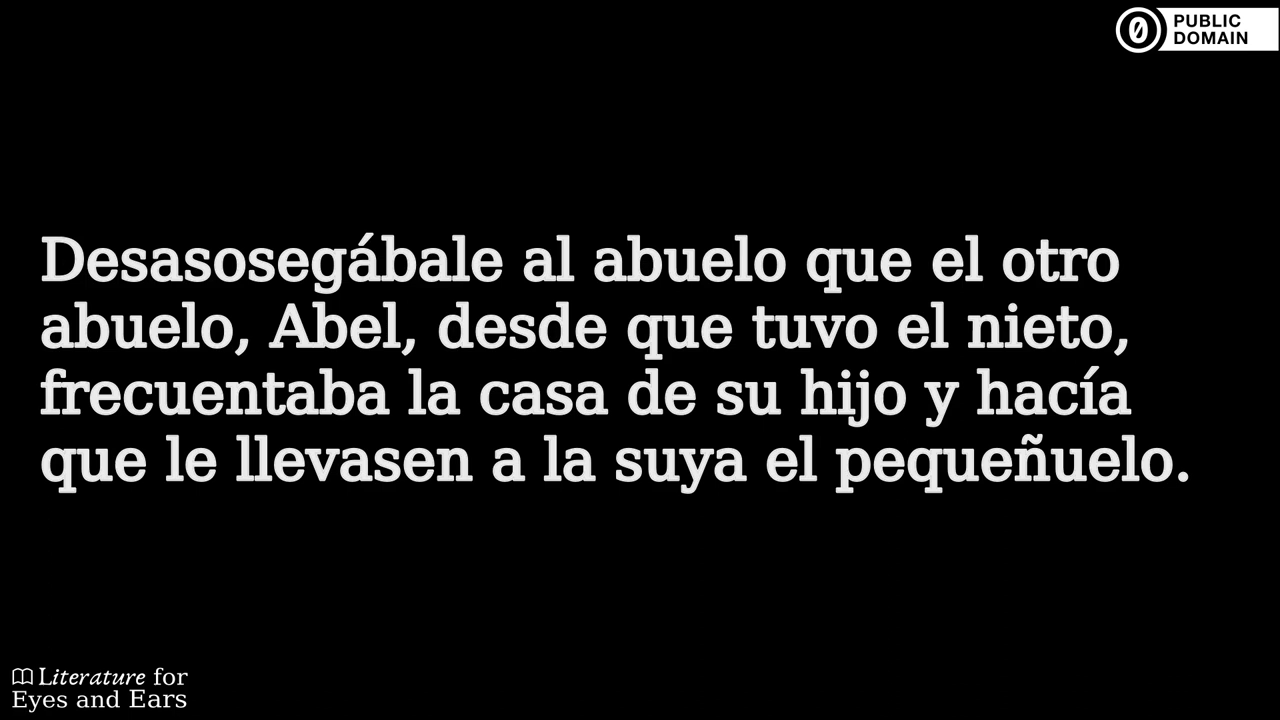 PUBLIC
DOMAIN
Desasosegábale al abuelo que el otro
abuelo, Abel, desde que tuvo el nieto,
frecuentaba la casa de su hijo y hacía
que le llevasen a la suya el pequeñuelo.
Literature for
Eyes and Ears